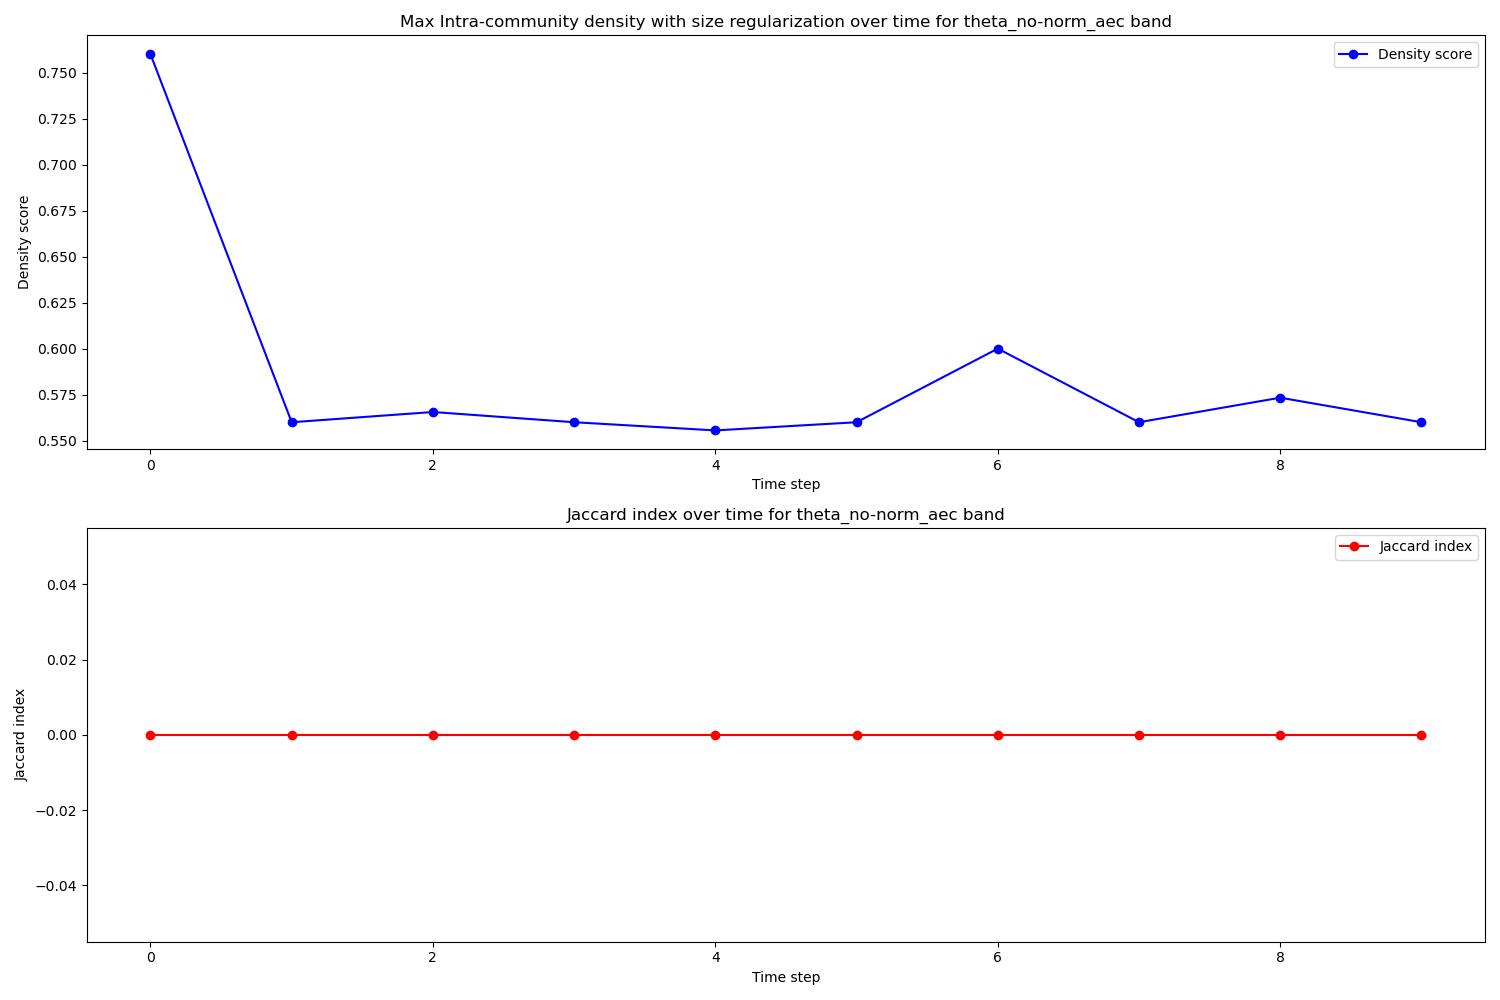 Max Intra-community density with size regularization over time for theta_no-norm_aec band
Density score
0.750
0.725
0.700
0.675
0.650
0.625
0.600
0.575
0.550
Density score
0 2 4 6 8
Time step
Jaccard index over time for theta_no-norm_aec band
Jaccard index
0.04
0.02
0.00
−0.02
−0.04
Jaccard index
0 2 4 6 8
Time step